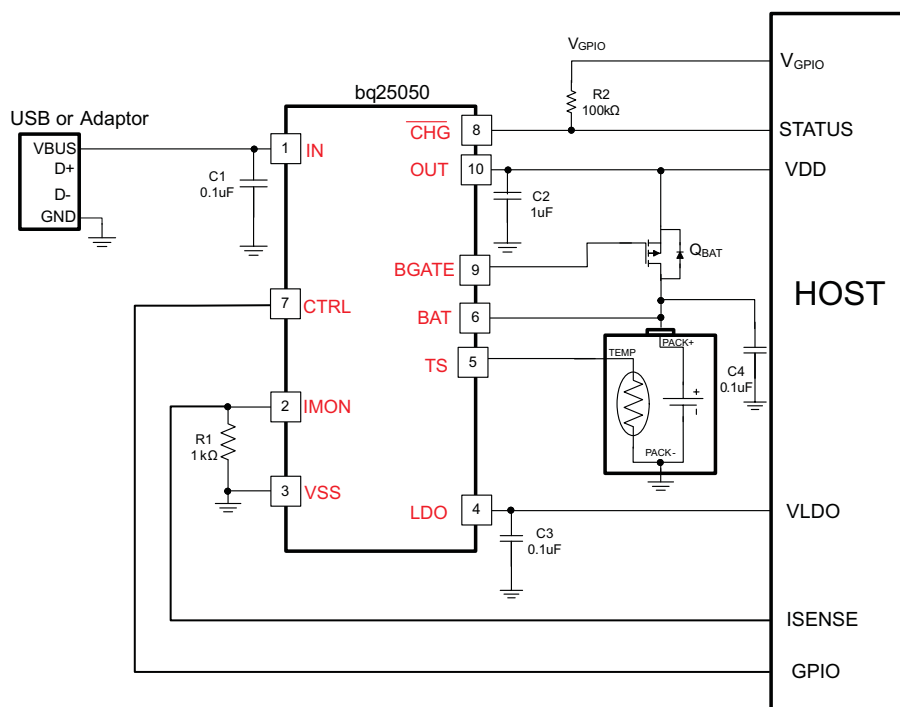 VGPIO
VGPIO
R2
100kΩ
bq25050
USB or Adaptor
VBUS
D+
D-
GND
C1
0.1uF
1
IN
CHG
8
STATUS
OUT
10
VDD
C2
1uF
BGATE
9
QBAT
7
CTRL
BAT
6
HOST
TS
5
TEMP
PACK+
+
-
PACK-
C4
0.1uF
2
IMON
R1
1kΩ
3
VSS
LDO
4
VLDO
C3
0.1uF
ISENSE
GPIO